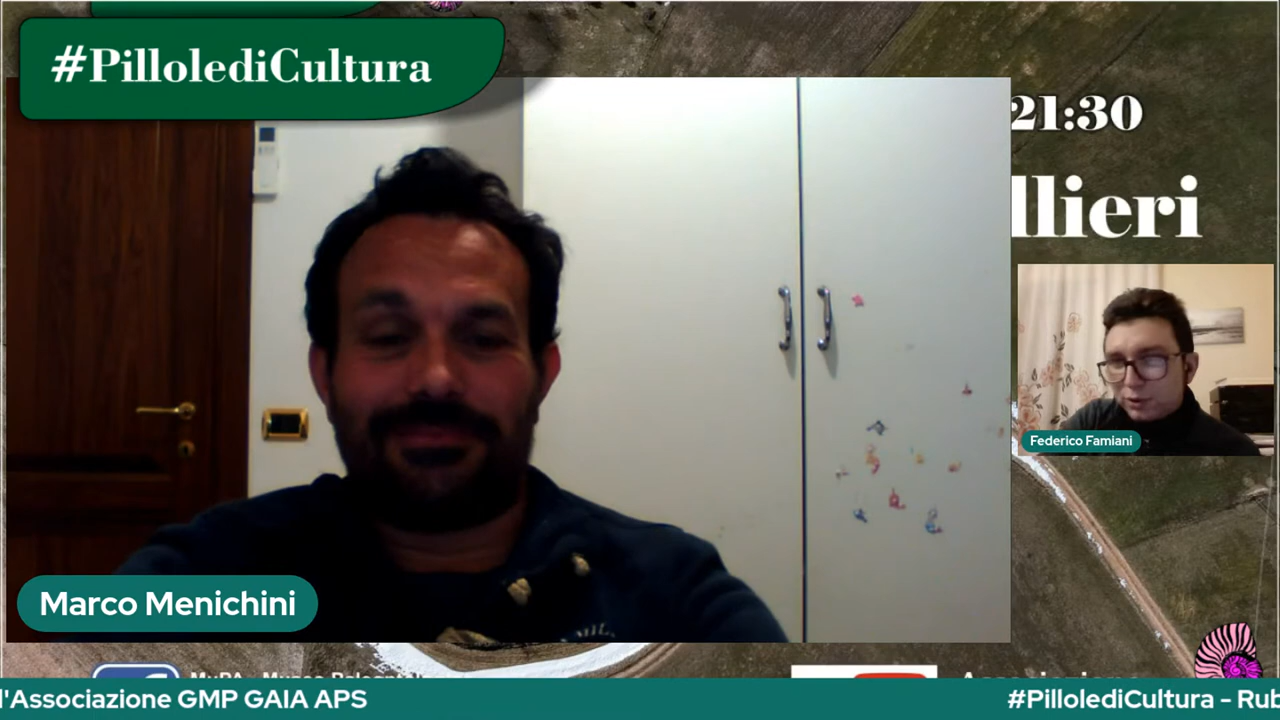 #PillolediCultura
21:30
llieri
Federico Famiani
Marco Menichini
l'Associazione GMP GAIA APS
#PillolediCultura - Rub